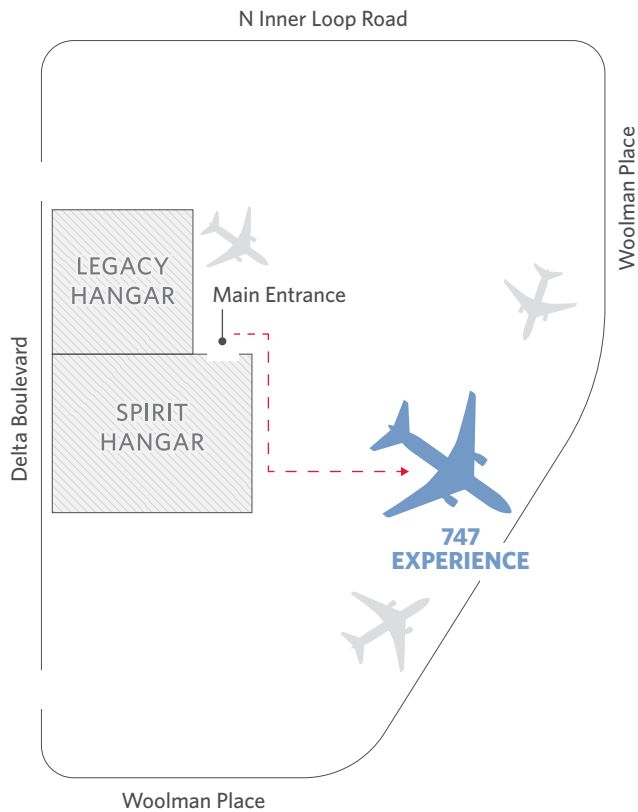 N Inner Loop Road
Woolman Place
LEGACY
HANGAR
Main Entrance
Delta Boulevard
SPIRIT
HANGAR
747
EXPERIENCE
Woolman Place